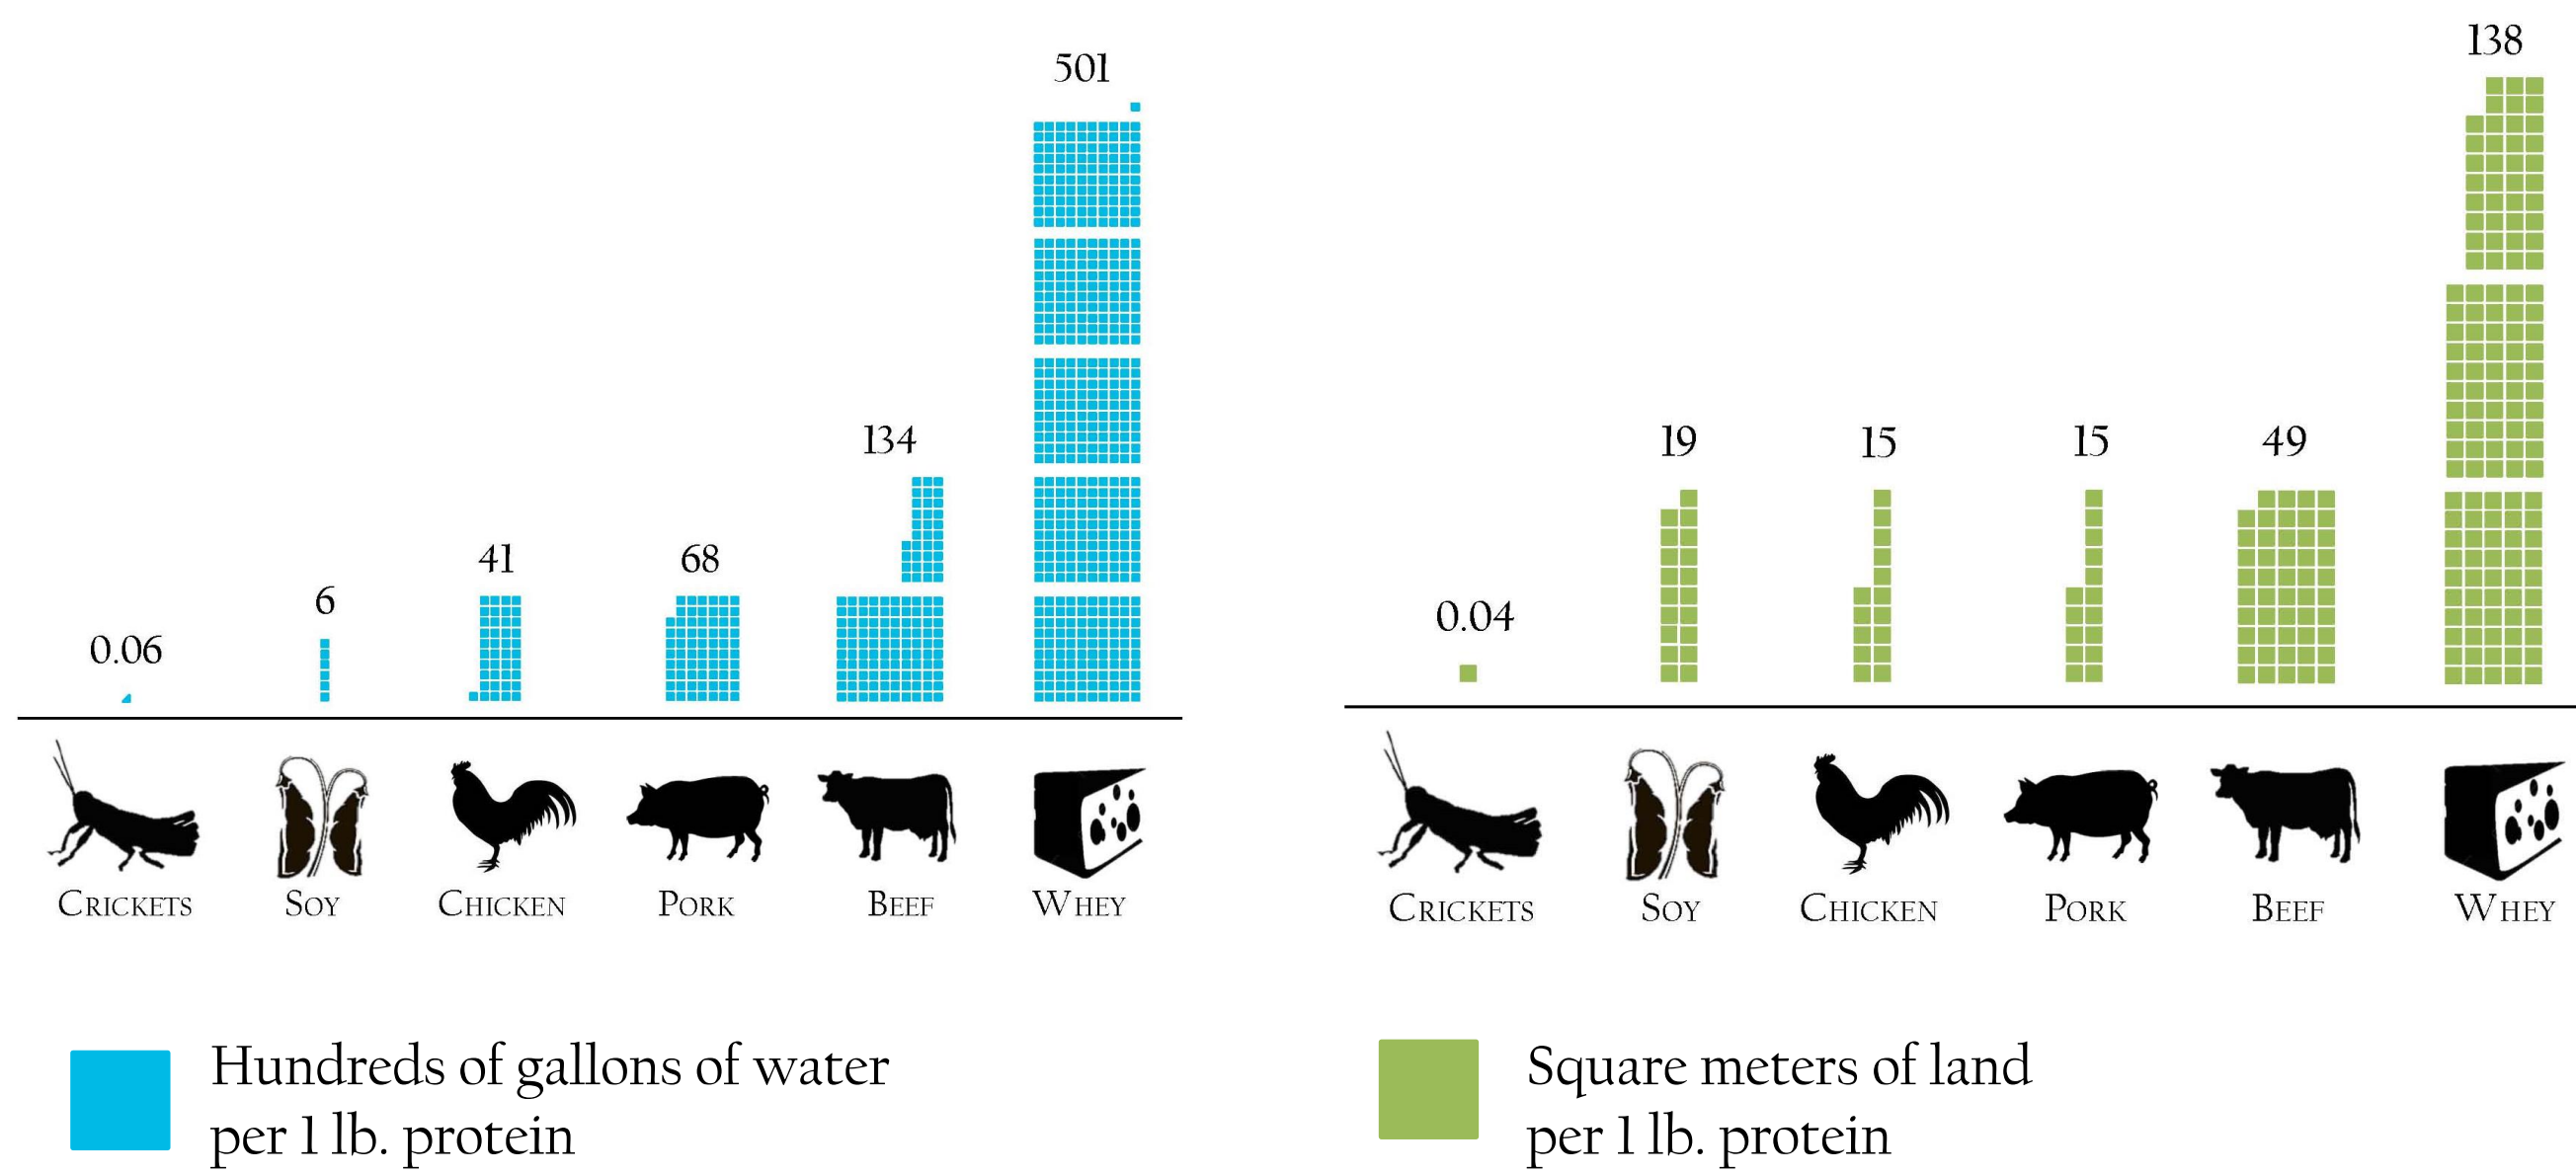 501
134
68
41
6
0.06
CRICKETS SOY CHICKEN PORK BEEF WHEY
Hundreds of gallons of water
per 1 lb. protein
138
19 15 15 49
0.04
CRICKETS SOY CHICKEN PORK BEEF WHEY
Square meters of land
per 1 lb. protein